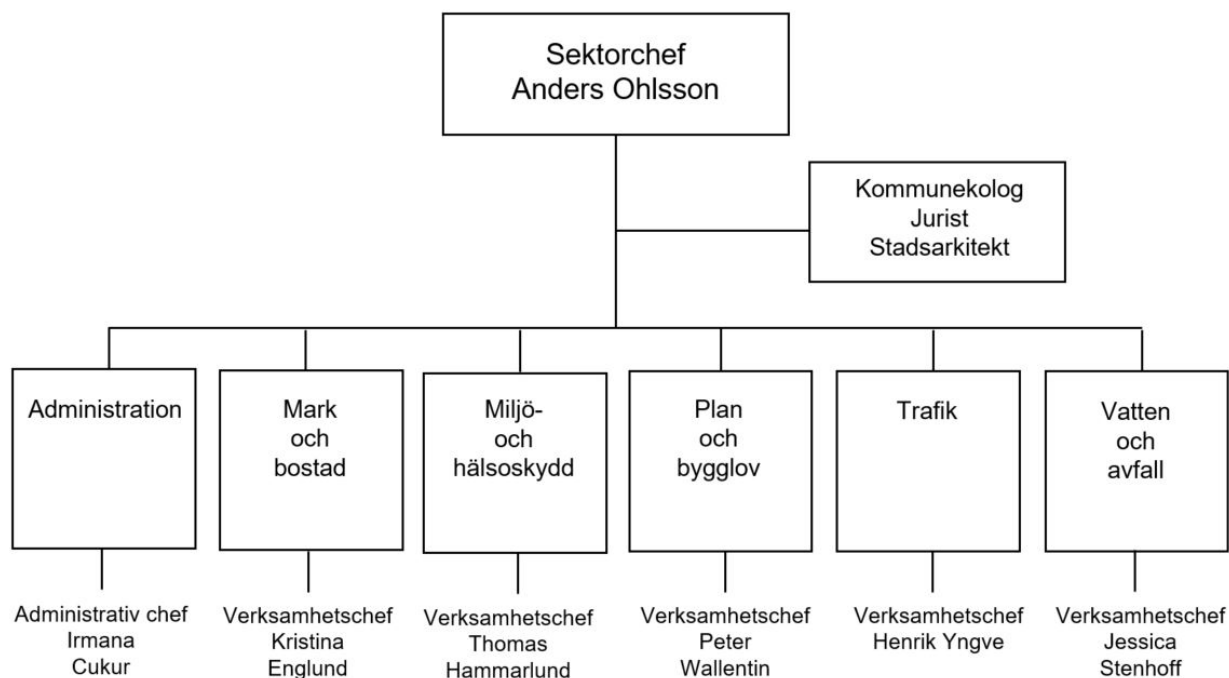 Sektorchef
Anders Ohlsson
Kommunekolog
Jurist
Stadsarkitekt
Administration
Mark
och
bostad
Miljö-
och
hälsoskydd
Plan
och
bygglov
Trafik
Vatten
och
avfall
Administrativ chef
Irmana
Cukur
Verksamhetschef
Kristina
Englund
Verksamhetschef
Thomas
Hammarlund
Verksamhetschef
Peter
Wallentin
Verksamhetschef
Henrik Yngve
Verksamhetschef
Jessica
Stenhoff